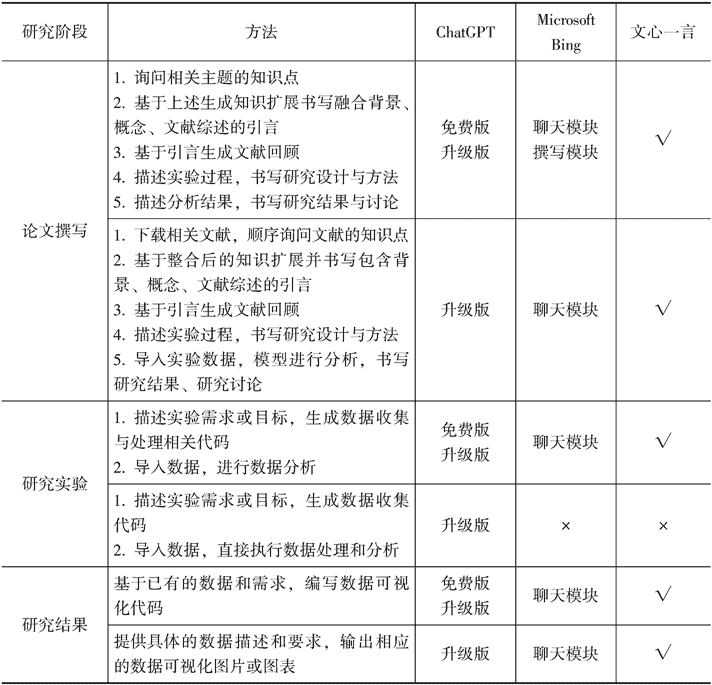 研究阶段 方法 ChatGPT Microsoft Bing 文心一言
论文撰写
1. 询问相关主题的知识点
2. 基于上述生成知识扩展书写融合背景、
概念、文献综述的引言
3. 基于引言生成文献回顾
4. 描述实验过程，书写研究设计与方法
5. 描述分析结果，书写研究结果与讨论
免费版
升级版
聊天模块
撰写模块
√
1. 下载相关文献，顺序询问文献的知识点
2. 基于整合后的知识扩展并书写包含背
景、概念、文献综述的引言
3. 基于引言生成文献回顾
4. 描述实验过程，书写研究设计与方法
5. 导入实验数据，模型进行分析，书写
研究结果、研究讨论
升级版
聊天模块
√
研究实验
1. 描述实验需求或目标，生成数据收集
与处理相关代码
2. 导入数据，进行数据分析
免费版
升级版
聊天模块
√
1. 描述实验需求或目标，生成数据收集
代码
2. 导入数据，直接执行数据处理和分析
升级版
×
×
研究结果
基于已有的数据和需求，编写数据可视
化代码
免费版
升级版
聊天模块
√
提供具体的数据描述和要求，输出相应
的数据可视化图片或图表
升级版
聊天模块
√